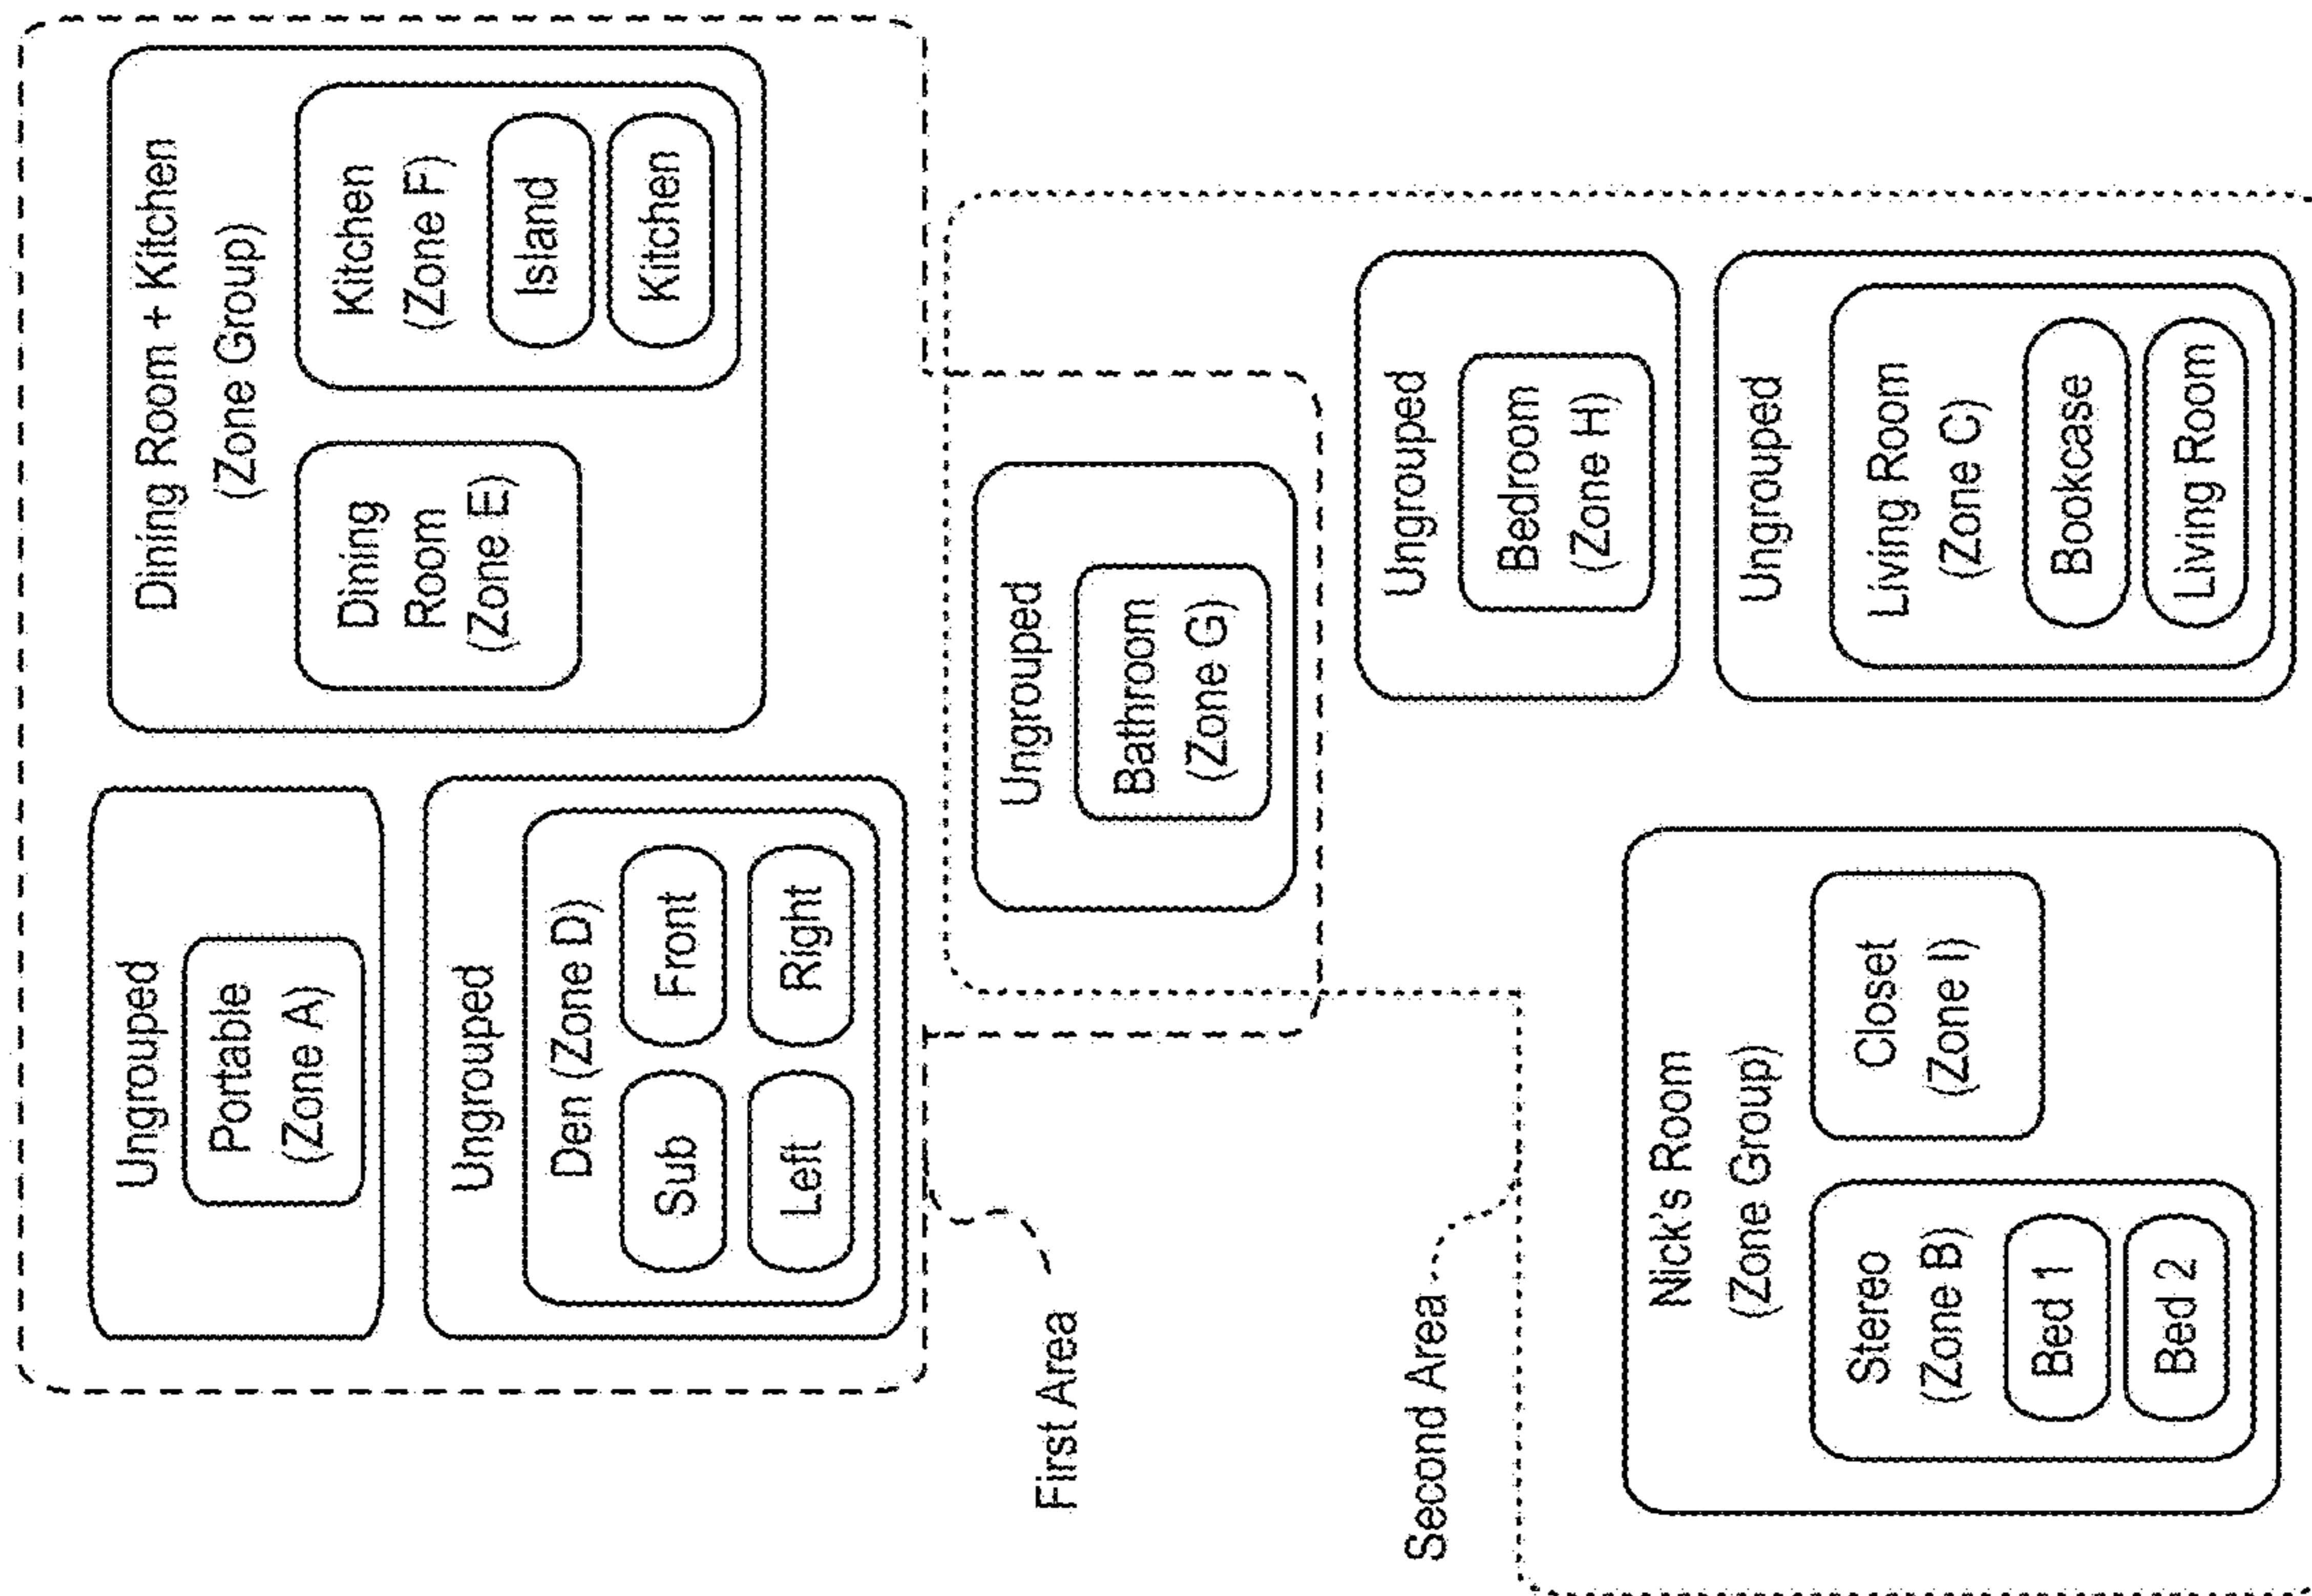 Ungrouped
Portable
(Zone A)
Ungrouped
Den (Zone D)
Sub
Front
Left
Right
Dining Room + Kitchen
(Zone Group)
Dining
Room
(Zone E)
Kitchen
(Zone F)
Island
Kitchen
First Area
Ungrouped
Bathroom
(Zone G)
Second Area
Ungrouped
Bedroom
(Zone H)
Nick's Room
(Zone Group)
Stereo
(Zone B)
Bed 1
Bed 2
Closet
(Zone I)
Ungrouped
Living Room
(Zone C)
Bookcase
Living Room